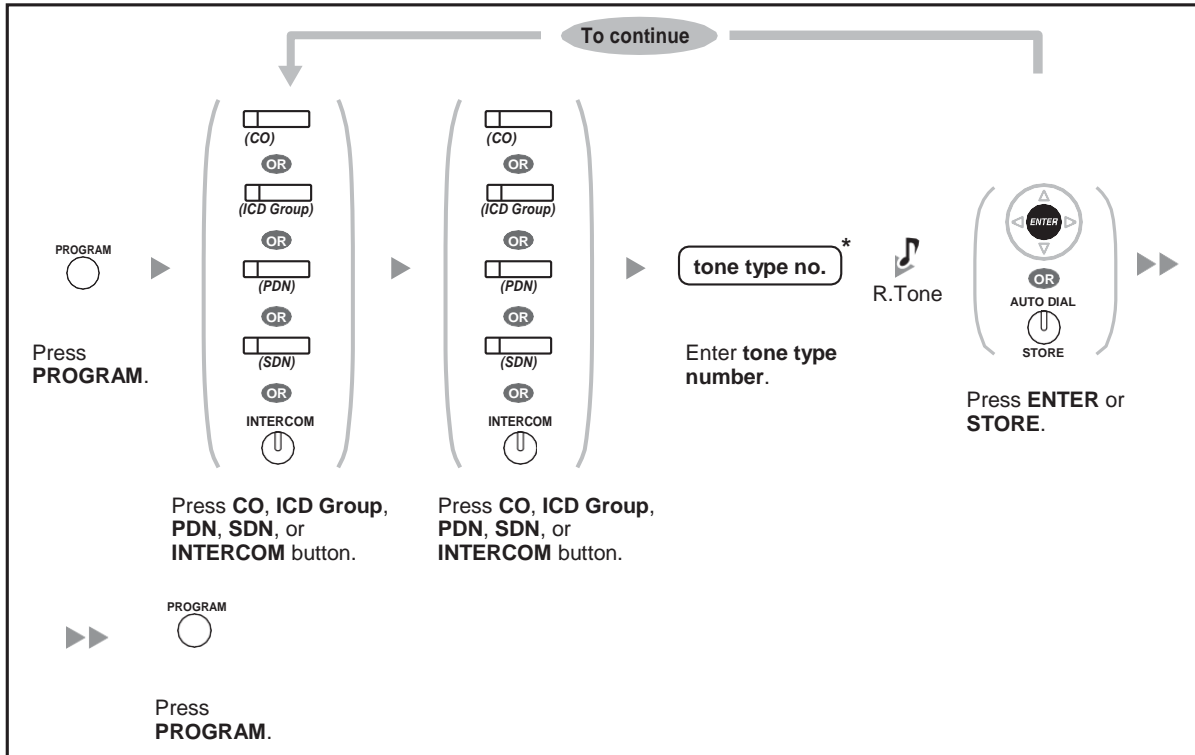 To continue
PROGRAM
Press
PROGRAM.
(CO)
OR
(ICD Group)
OR
(PDN)
OR
(SDN)
OR
INTERCOM
Press CO, ICD Group,
PDN, SDN, or
INTERCOM button.
(CO)
OR
(ICD Group)
OR
(PDN)
OR
(SDN)
OR
INTERCOM
Press CO, ICD Group,
PDN, SDN, or
INTERCOM button.
tone type no.*
Enter tone type
number.
R.Tone
ENTER
OR
AUTO DIAL
STORE
Press ENTER or
STORE.
PROGRAM
Press
PROGRAM.